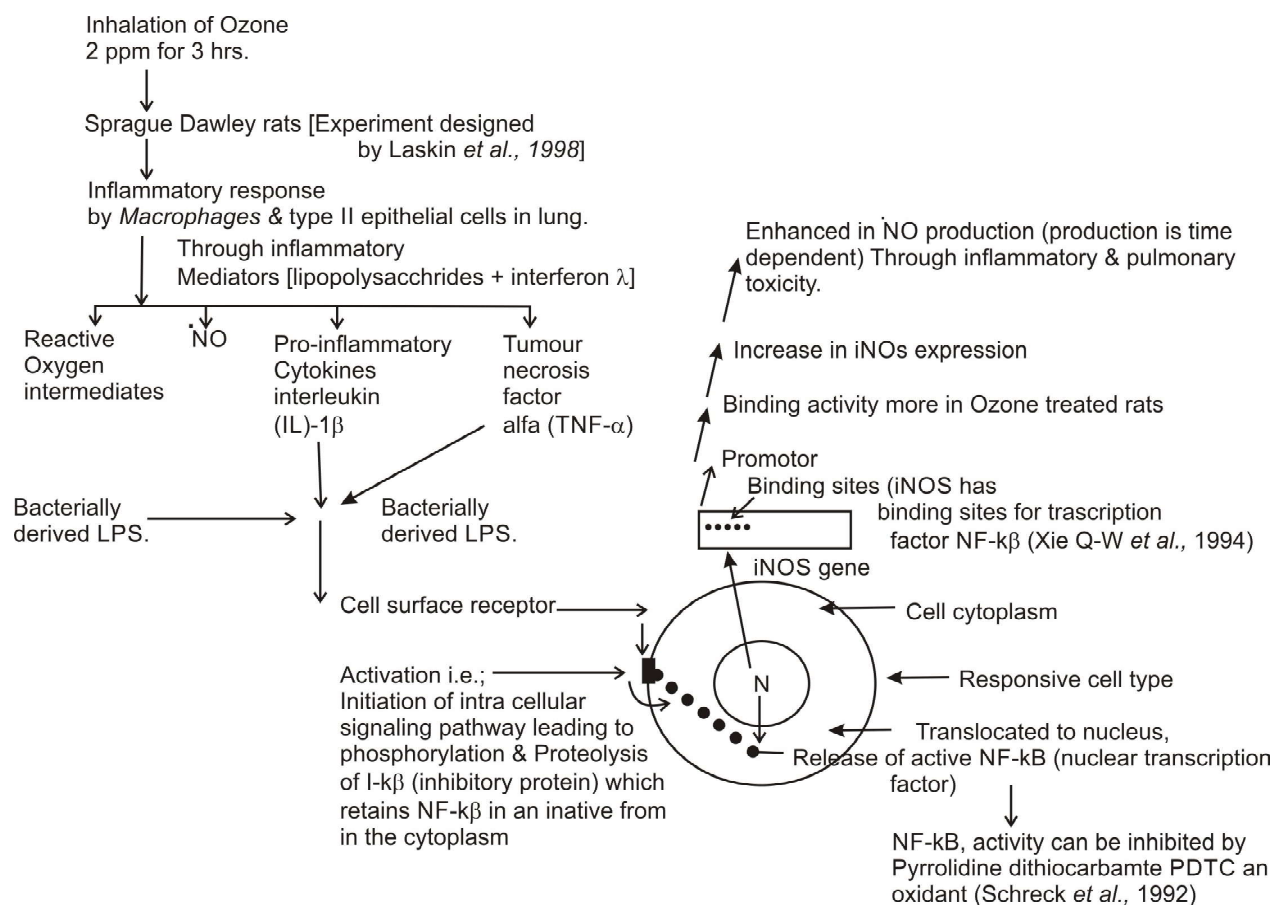 Inhalation of Ozone
2 ppm for 3 hrs.
Sprague Dawley rats [Experiment designed
by Laskin et al., 1998]
Inflammatory response
by Macrophages & type II epithelial cells in lung.
Through inflammatory
Mediators [lipopolysacchrides + interferon λ]
Reactive
Oxygen
intermediates
ṄO
Pro-inflammatory
Cytokines
interleukin
(IL)-1β
Tumour
necrosis
factor
alfa (TNF-α)
Bacterially
derived LPS.
Bacterially
derived LPS.
Enhanced in ṄO production (production is time
dependent) Through inflammatory & pulmonary
toxicity.
Increase in iNOs expression
Binding activity more in Ozone treated rats
Promotor
Binding sites (iNOS has
binding sites for trascription
factor NF-kβ (Xie Q-W et al., 1994)
iNOS gene
Cell surface receptor
Cell cytoplasm
Activation i.e.;
Initiation of intra cellular
signaling pathway leading to
phosphorylation & Proteolysis
of I-kβ (inhibitory protein) which
retains NF-kβ in an inative from
in the cytoplasm
N
Responsive cell type
Translocated to nucleus,
Release of active NF-kB (nuclear transcription
factor)
NF-kB, activity can be inhibited by
Pyrrolidine dithiocarbamte PDTC an
oxidant (Schreck et al., 1992)